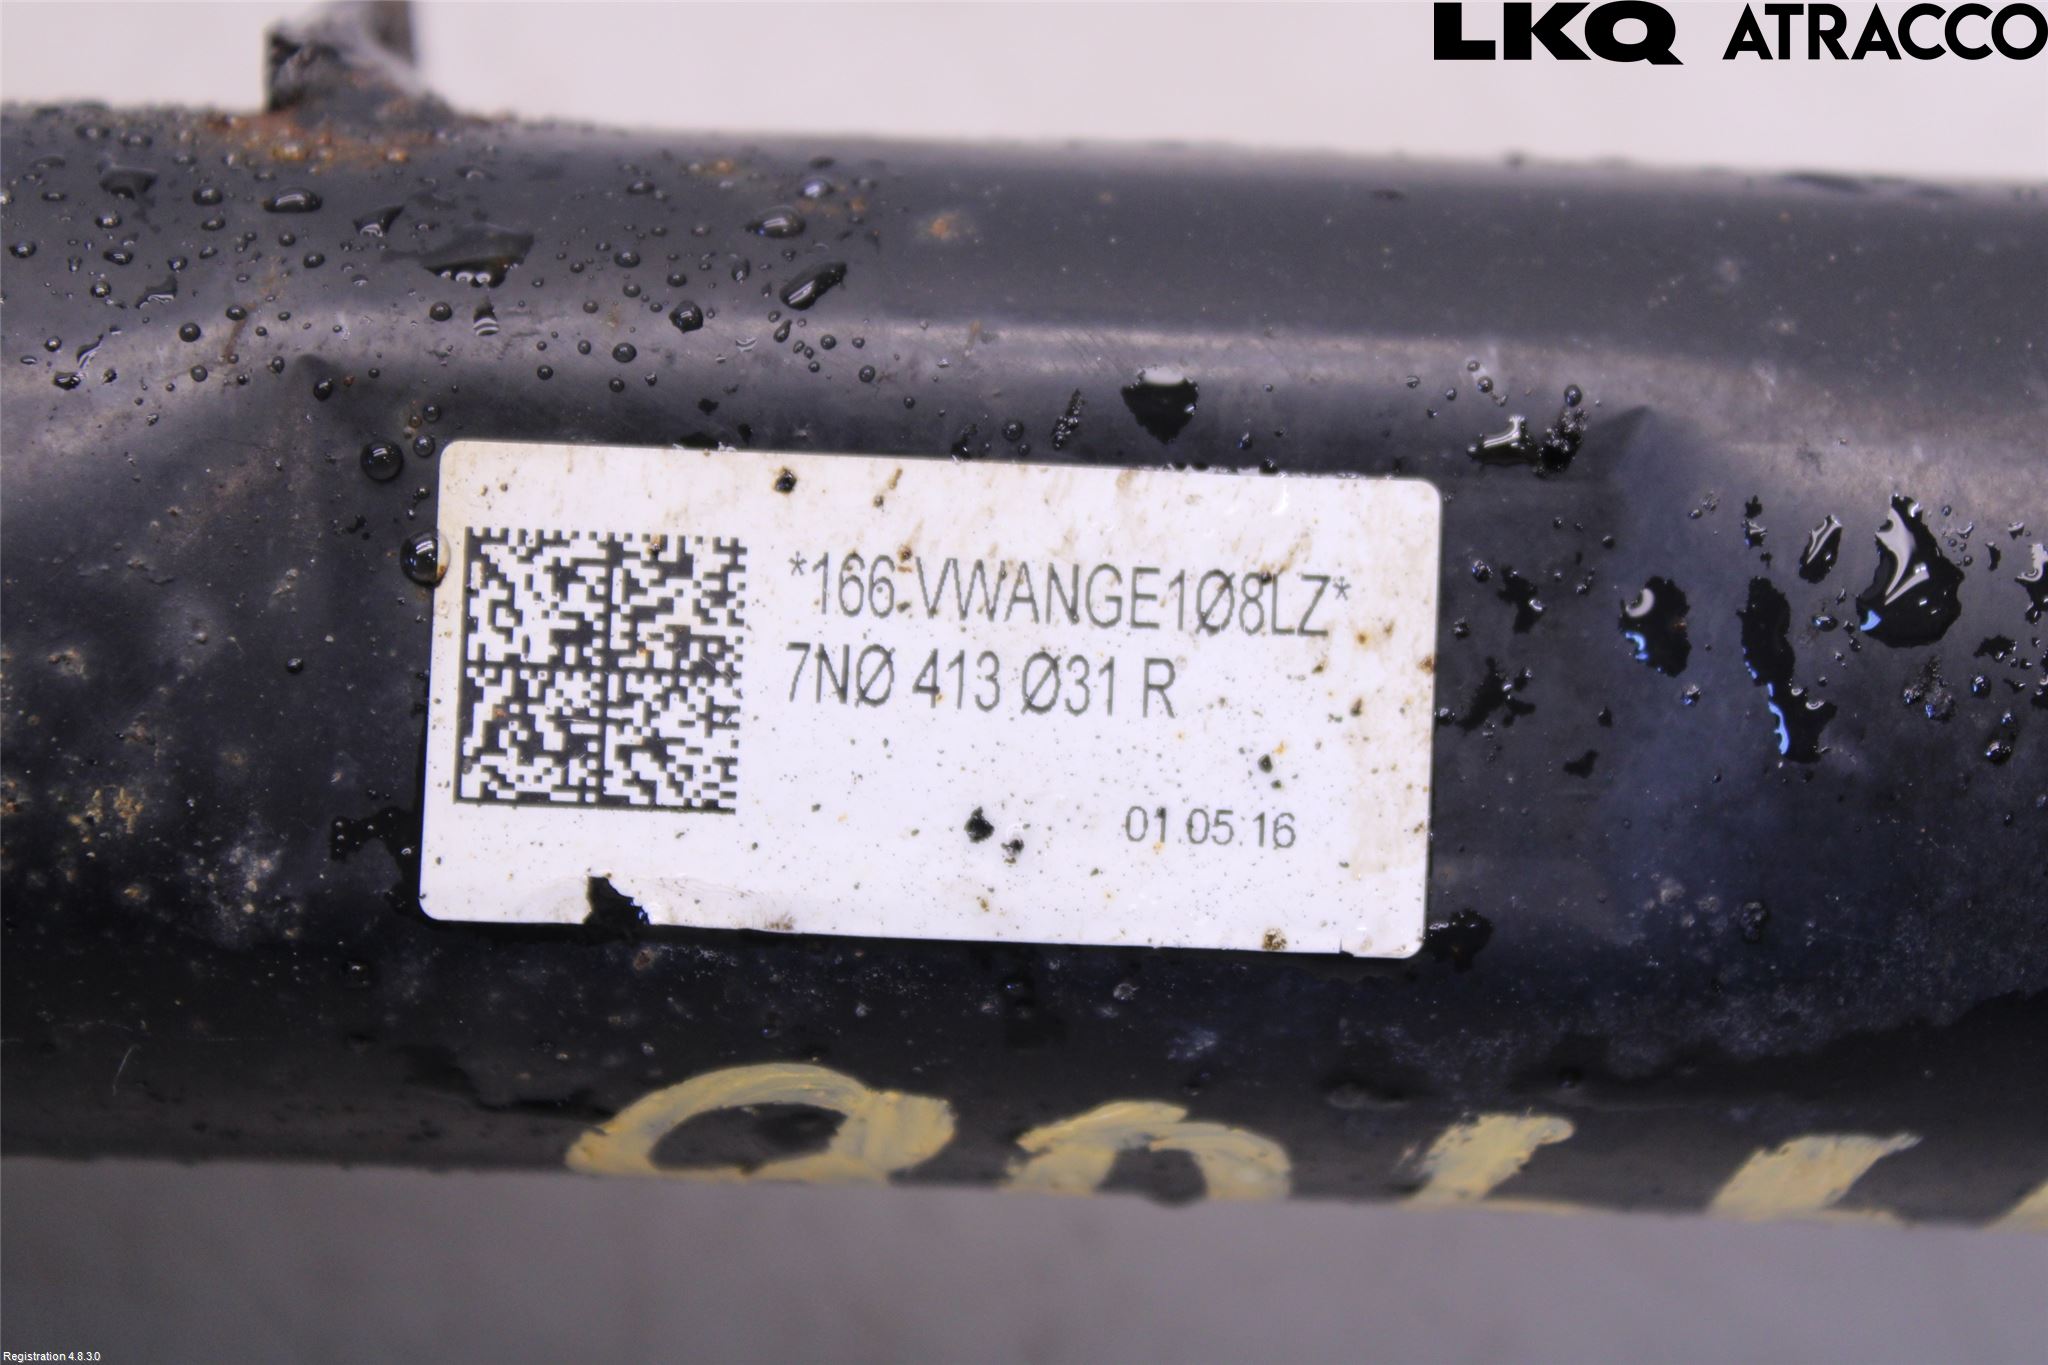 LKQ ATRACCO
*166 VWANGE1Ø8LZ*
7NØ 413 Ø31 R
01.05.16
Registration 4.8.3.0